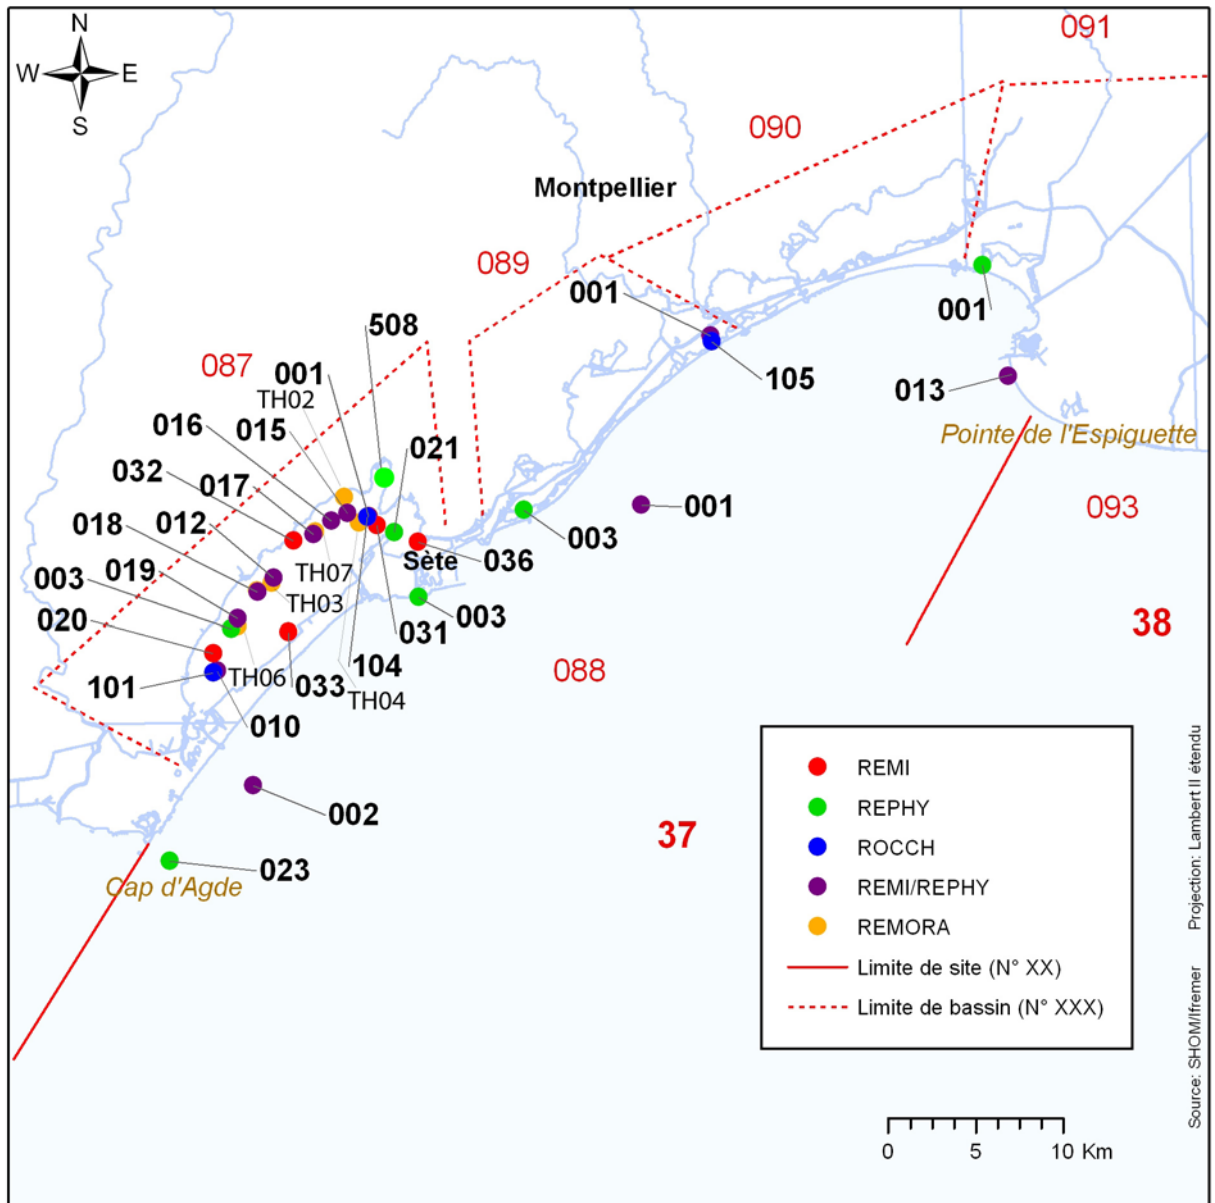 N
W
E
S
091
090
Montpellier
089
001
508
001
087
001
TH02
105
016
015
013
021
Pointe de l'Espiguette
032
017
093
018
012
001
003
Sète
036
003
019
TH07
TH03
003
020
031
38
104
088
TH06
033
101
TH04
010
002
37
023
Cap d'Agde
REMI
REPHY
ROCCH
REMI/REPHY
REMORA
Limite de site (N° XX)
Limite de bassin (N° XXX)
0 5 10 Km
Source: SHOM/Ifremer
Projection: Lambert II étendu